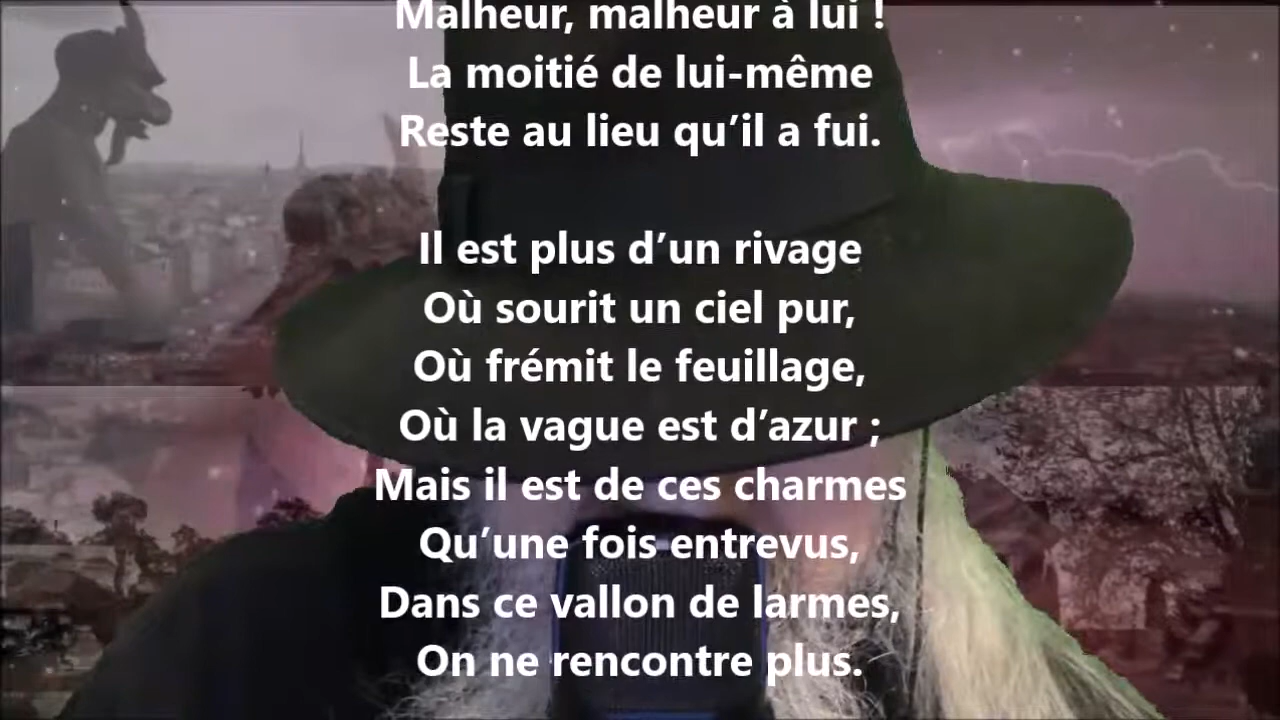 Malheur, malheur à lui !
La moitié de lui-même
Reste au lieu qu’il a fui.
Il est plus d’un rivage
Où sourit un ciel pur,
Où frémit le feuillage,
Où la vague est d’azur ;
Mais il est de ces charmes
Qu’une fois entrevus,
Dans ce vallon de larmes,
On ne rencontre plus.